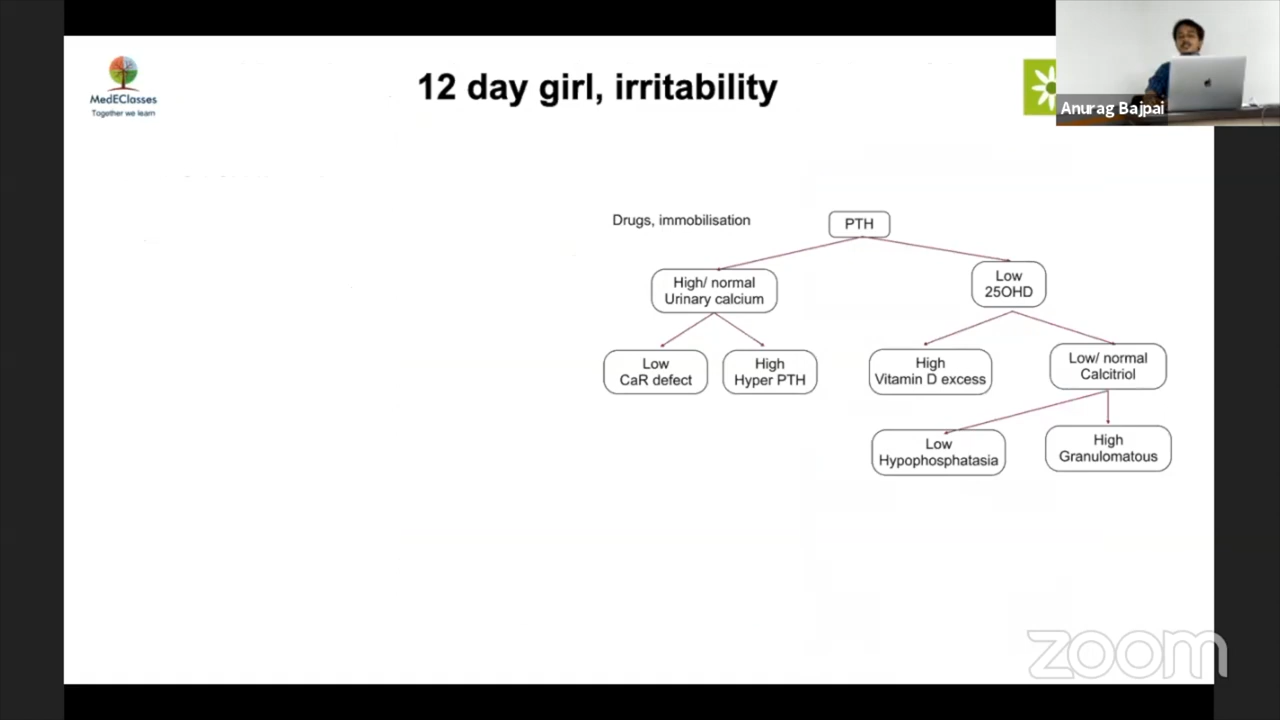 MedEClasses
Together we learn
12 day girl, irritability
Anurag Bajpai
Drugs, immobilisation
PTH
High/ normal
Urinary calcium
Low
25OHD
Low
CaR defect
High
Hyper PTH
High
Vitamin D excess
Low/ normal
Calcitriol
Low
Hypophosphatasia
High
Granulomatous
zoom